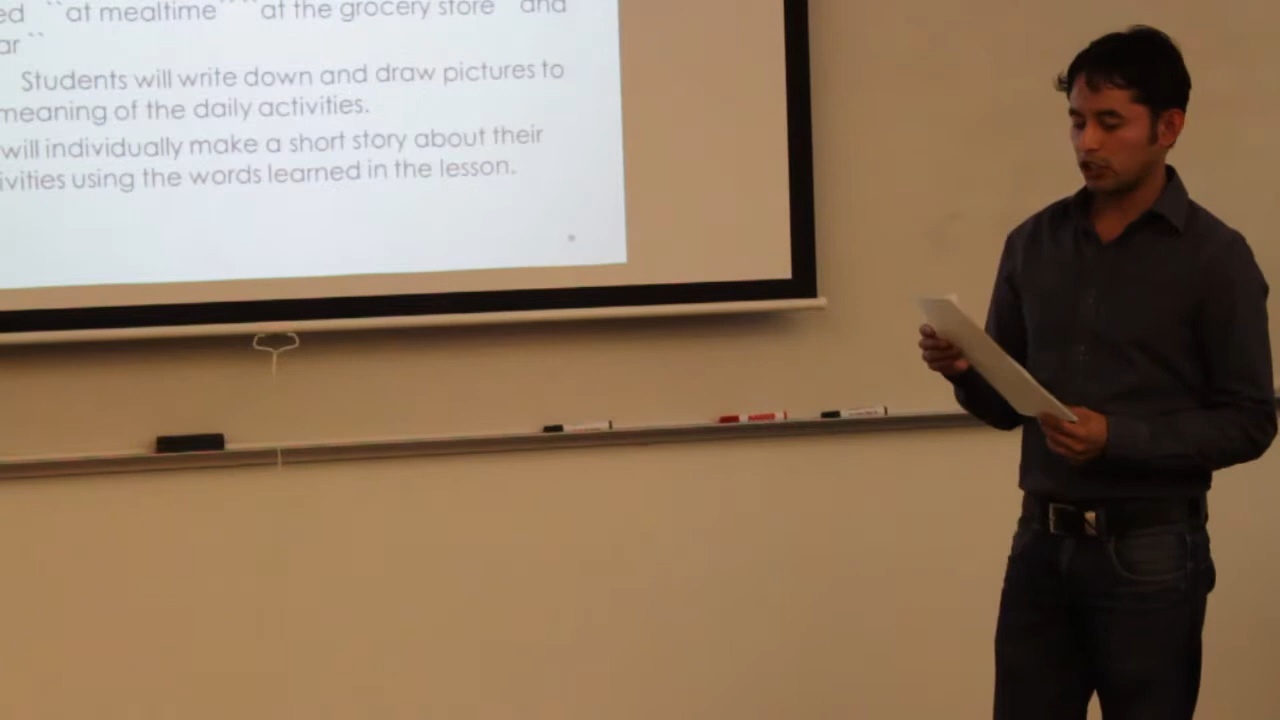 ed ``at mealtime`` ``at the grocery store`` and
ar``
Students will write down and draw pictures to
meaning of the daily activities.
will individually make a short story about their
ivities using the words learned in the lesson.